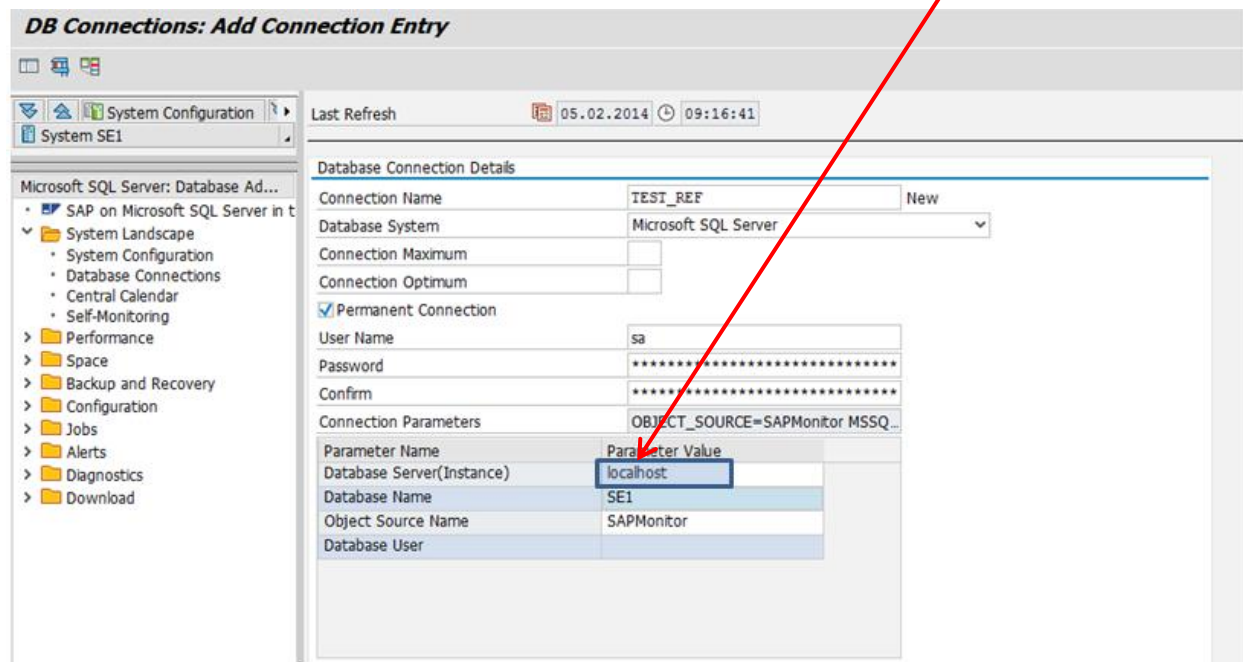 DB Connections: Add Connection Entry
System Configuration
System SE1
Microsoft SQL Server: Database Ad...
SAP on Microsoft SQL Server in t
System Landscape
System Configuration
Database Connections
Central Calendar
Self-Monitoring
Performance
Space
Backup and Recovery
Configuration
Jobs
Alerts
Diagnostics
Download
Last Refresh 05.02.2014 09:16:41
Database Connection Details
Connection Name TEST_REF New
Database System Microsoft SQL Server
Connection Maximum
Connection Optimum
Permanent Connection
User Name sa
Password ******************************
Confirm ******************************
Connection Parameters OBJECT_SOURCE=SAPMonitor MSSQ...
Parameter Name Parameter Value
Database Server(Instance) localhost
Database Name SE1
Object Source Name SAPMonitor
Database User